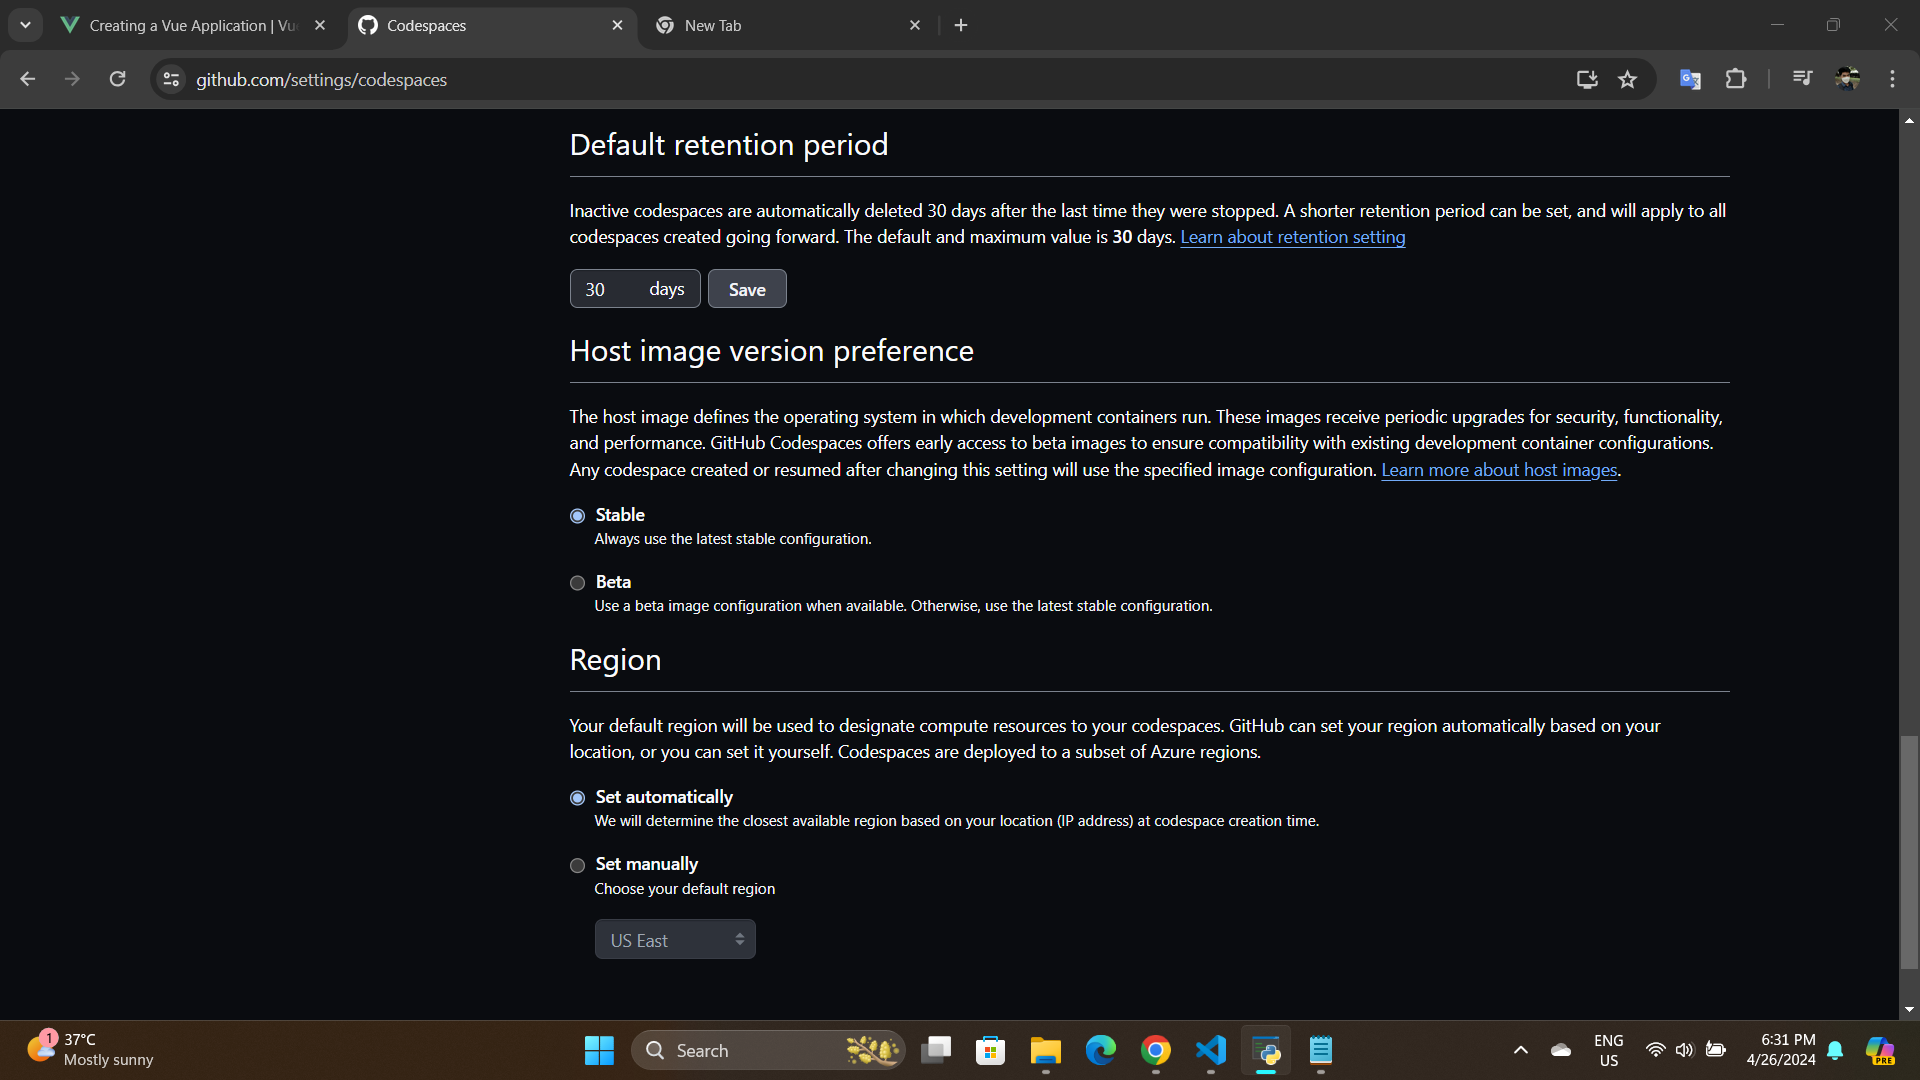 Creating a Vue Application | Vu
Codespaces
New Tab
github.com/settings/codespaces
Default retention period
Inactive codespaces are automatically deleted 30 days after the last time they were stopped. A shorter retention period can be set, and will apply to all
codespaces created going forward. The default and maximum value is 30 days. Learn about retention setting
30 days Save
Host image version preference
The host image defines the operating system in which development containers run. These images receive periodic upgrades for security, functionality,
and performance. GitHub Codespaces offers early access to beta images to ensure compatibility with existing development container configurations.
Any codespace created or resumed after changing this setting will use the specified image configuration. Learn more about host images.
Stable
Always use the latest stable configuration.
Beta
Use a beta image configuration when available. Otherwise, use the latest stable configuration.
Region
Your default region will be used to designate compute resources to your codespaces. GitHub can set your region automatically based on your
location, or you can set it yourself. Codespaces are deployed to a subset of Azure regions.
Set automatically
We will determine the closest available region based on your location (IP address) at codespace creation time.
Set manually
Choose your default region
US East
1
37°C
Mostly sunny
Search
ENG
US
6:31 PM
4/26/2024
PRE